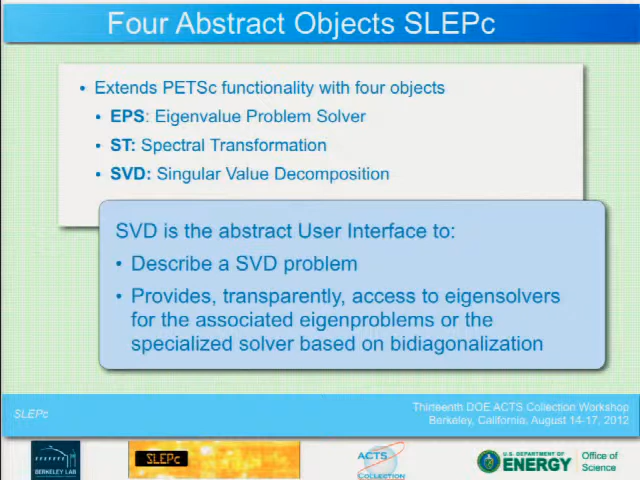 Four Abstract Objects SLEPc
• Extends PETSc functionality with four objects
• EPS: Eigenvalue Problem Solver
• ST: Spectral Transformation
• SVD: Singular Value Decomposition
SVD is the abstract User Interface to:
• Describe a SVD problem
• Provides, transparently, access to eigensolvers
for the associated eigenproblems or the
specialized solver based on bidiagonalization
SLEPc
Thirteenth DOE ACTS Collection Workshop
Berkeley, California, August 14-17, 2012
BERKELEY LAB
SLEPc
ACTS
COLLECTION
U.S. DEPARTMENT OF
ENERGY
Office of
Science